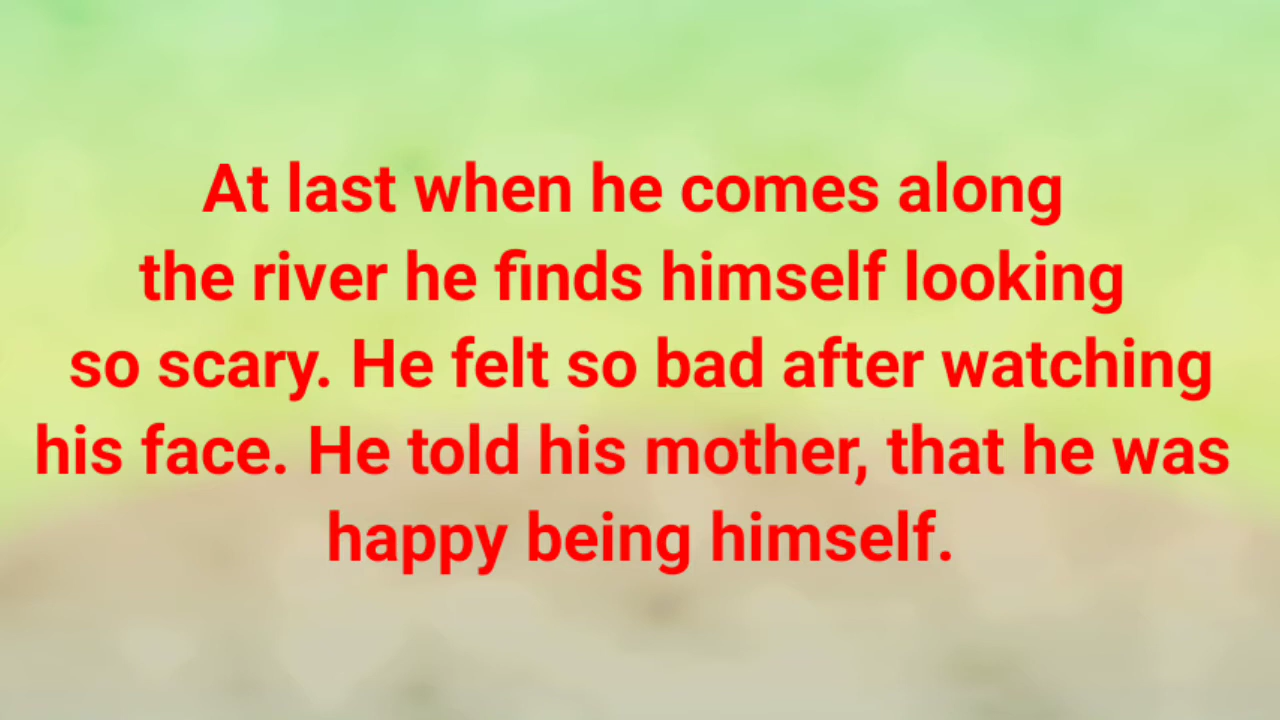 At last when he comes along
the river he finds himself looking
so scary. He felt so bad after watching
his face. He told his mother, that he was
happy being himself.